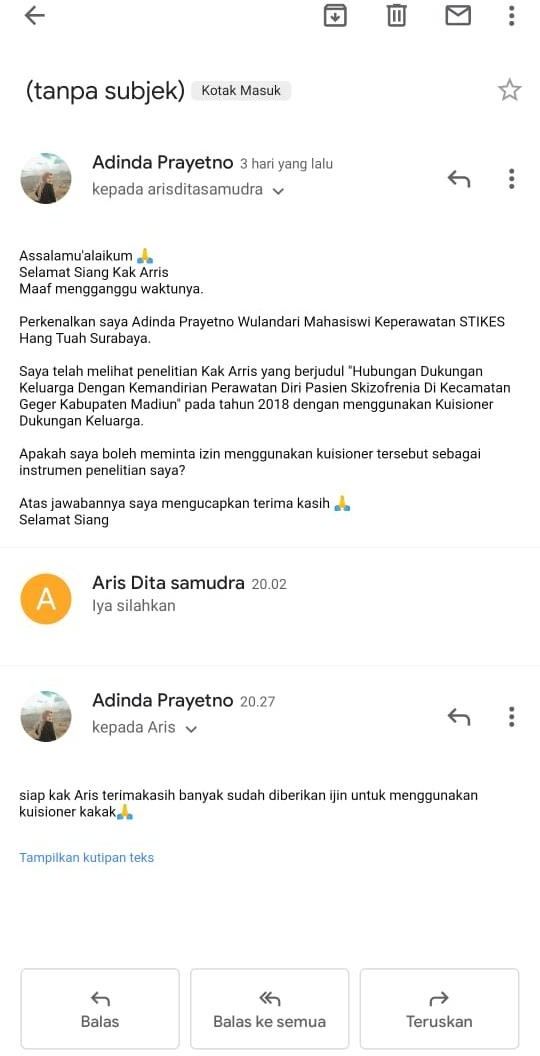 (tanpa subjek) Kotak Masuk
Adinda Prayetno 3 hari yang lalu
kepada arisditasamudra
Assalamu'alaikum 🙏
Selamat Siang Kak Arris
Maaf mengganggu waktunya.
Perkenalkan saya Adinda Prayetno Wulandari Mahasiswi Keperawatan STIKES
Hang Tuah Surabaya.
Saya telah melihat penelitian Kak Arris yang berjudul "Hubungan Dukungan
Keluarga Dengan Kemandirian Perawatan Diri Pasien Skizofrenia Di Kecamatan
Geger Kabupaten Madiun" pada tahun 2018 dengan menggunakan Kuisioner
Dukungan Keluarga.
Apakah saya boleh meminta izin menggunakan kuisioner tersebut sebagai
instrumen penelitian saya?
Atas jawabannya saya mengucapkan terima kasih 🙏
Selamat Siang
A
Aris Dita samudra 20.02
Iya silahkan
Adinda Prayetno 20.27
kepada Aris
siap kak Aris terimakasih banyak sudah diberikan ijin untuk menggunakan
kuisioner kakak🙏
Tampilkan kutipan teks
Balas
Balas ke semua
Teruskan